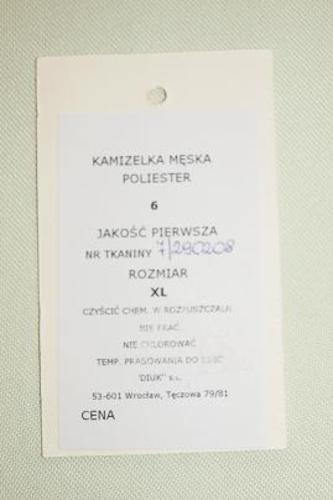 KAMIZELKA MĘSKA
POLIESTER
6
JAKOŚĆ PIERWSZA
NR TKANINY 7/290208
ROZMIAR
XL
CZYŚCIĆ CHEM. W ROZPUSZCZALN.
NIE PRAĆ.
NIE CHLOROWAĆ
TEMP. PRASOWANIA DO
"DIUK" s.c.
53-601 Wrocław, Tęczowa 79/81
CENA